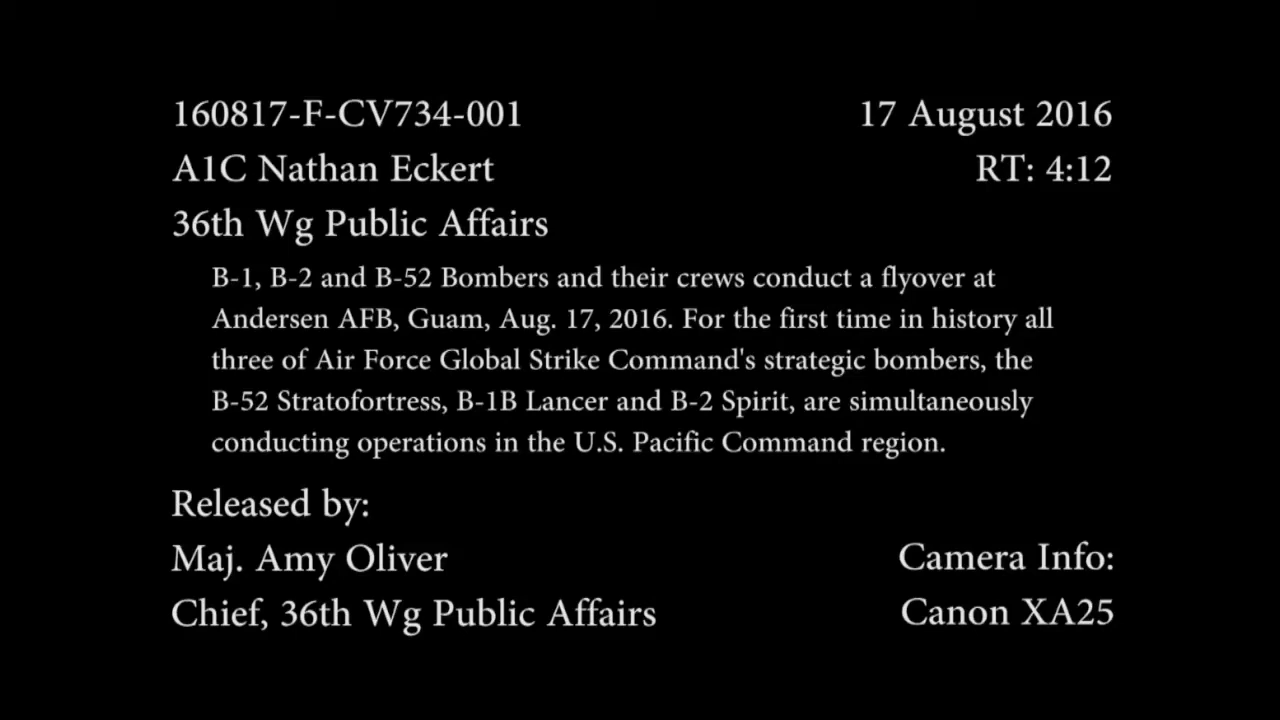 160817-F-CV734-001
17 August 2016
A1C Nathan Eckert
RT: 4:12
36th Wg Public Affairs
B-1, B-2 and B-52 Bombers and their crews conduct a flyover at
Andersen AFB, Guam, Aug. 17, 2016. For the first time in history all
three of Air Force Global Strike Command's strategic bombers, the
B-52 Stratofortress, B-1B Lancer and B-2 Spirit, are simultaneously
conducting operations in the U.S. Pacific Command region.
Released by:
Maj. Amy Oliver
Camera Info:
Chief, 36th Wg Public Affairs
Canon XA25